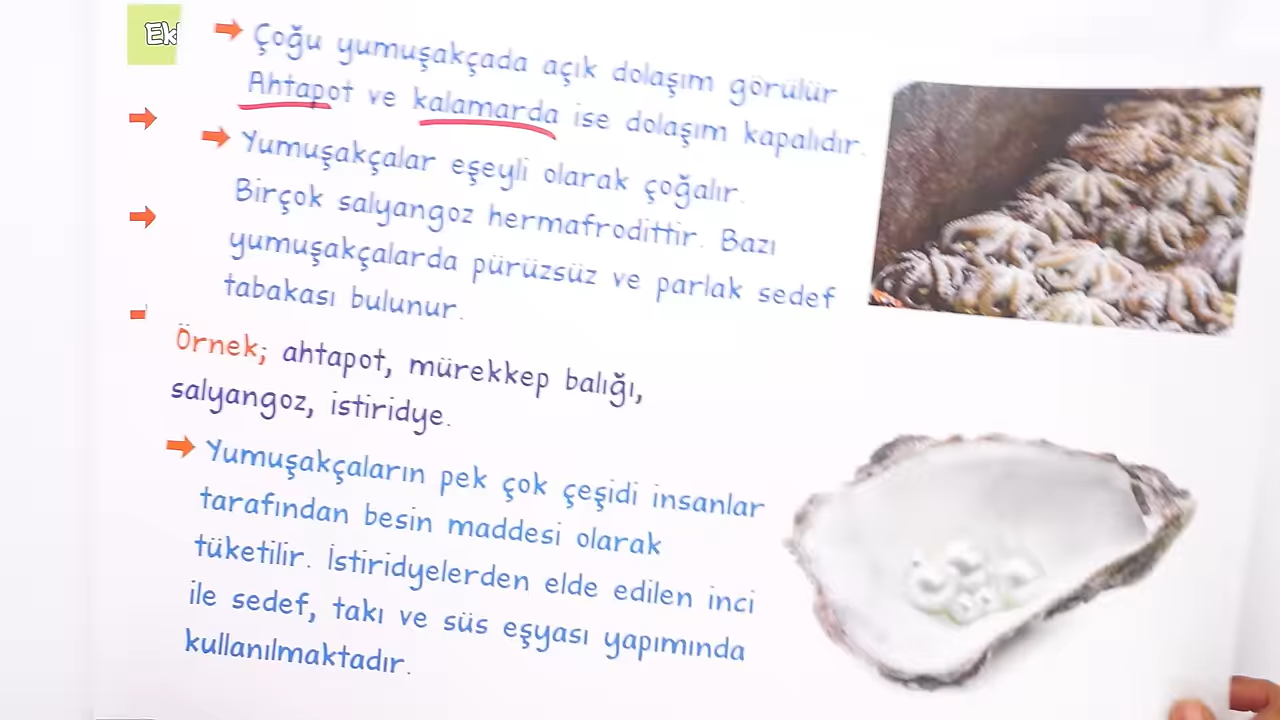 Ek
Çoğu yumuşakçada açık dolaşım görülür
Ahtapot ve kalamarda ise dolaşım kapalıdır.
Yumuşakçalar eşeyli olarak çoğalır.
Birçok salyangoz hermafrodittir. Bazı
yumuşakçalarda pürüzsüz ve parlak sedef
tabakası bulunur.
Örnek; ahtapot, mürekkep balığı,
salyangoz, istiridye.
Yumuşakçaların pek çok çeşidi insanlar
tarafından besin maddesi olarak
tüketilir. İstiridyelerden elde edilen inci
ile sedef, takı ve süs eşyası yapımında
kullanılmaktadır.